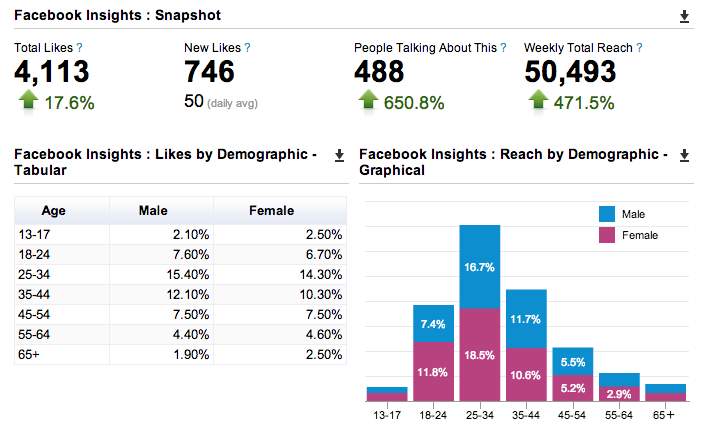 Facebook Insights : Snapshot
Total Likes ?
New Likes ?
People Talking About This ?
Weekly Total Reach ?
4,113
746
488
50,493
17.6%
50 (daily avg)
650.8%
471.5%
Facebook Insights : Likes by Demographic -
Tabular
Facebook Insights : Reach by Demographic -
Graphical
Age Male Female
13-17 2.10% 2.50%
18-24 7.60% 6.70%
25-34 15.40% 14.30%
35-44 12.10% 10.30%
45-54 7.50% 7.50%
55-64 4.40% 4.60%
65+ 1.90% 2.50%
Male
Female
16.7%
7.4%
11.7%
18.5%
5.5%
11.8%
10.6%
5.2%
2.9%
13-17 18-24 25-34 35-44 45-54 55-64 65+